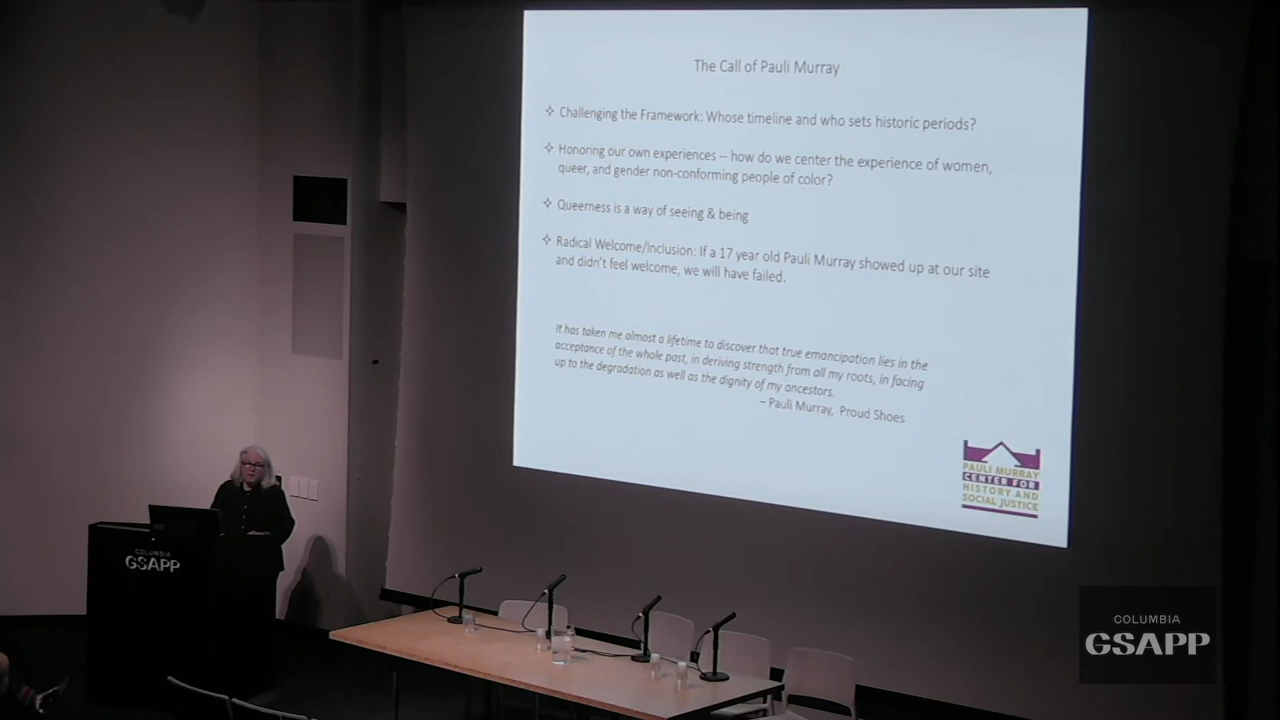 The Call of Pauli Murray
✧ Challenging the Framework: Whose timeline and who sets historic periods?
✧ Honoring our own experiences -- how do we center the experience of women,
queer, and gender non-conforming people of color?
✧ Queerness is a way of seeing & being
✧ Radical Welcome/Inclusion: If a 17 year old Pauli Murray showed up at our site
and didn't feel welcome, we will have failed.
It has taken me almost a lifetime to discover that true emancipation lies in the
acceptance of the whole past, in deriving strength from all my roots, in facing
up to the degradation as well as the dignity of my ancestors.
– Pauli Murray, Proud Shoes
PAULI MURRAY
CENTER FOR
HISTORY AND
SOCIAL JUSTICE
COLUMBIA
GSAPP
COLUMBIA
GSAPP